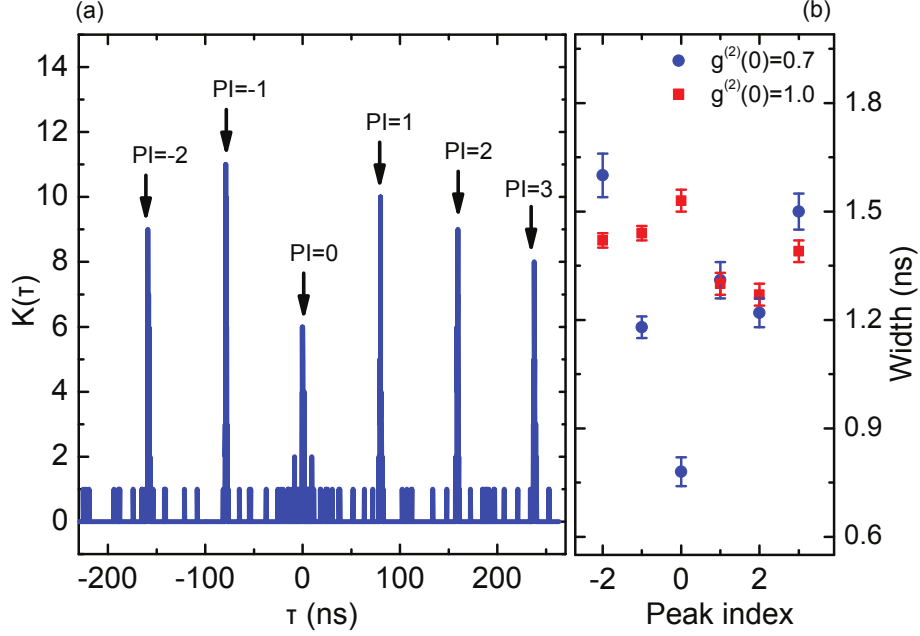 (a)
(b)
14
12
10
8
6
4
2
0
K(τ)
PI=-2
PI=-1
PI=0
PI=1
PI=2
PI=3
-200
-100
0
100
200
τ (ns)
g(2)(0)=0.7
g(2)(0)=1.0
1.8
1.5
1.2
0.9
0.6
Width (ns)
-2
0
2
Peak index